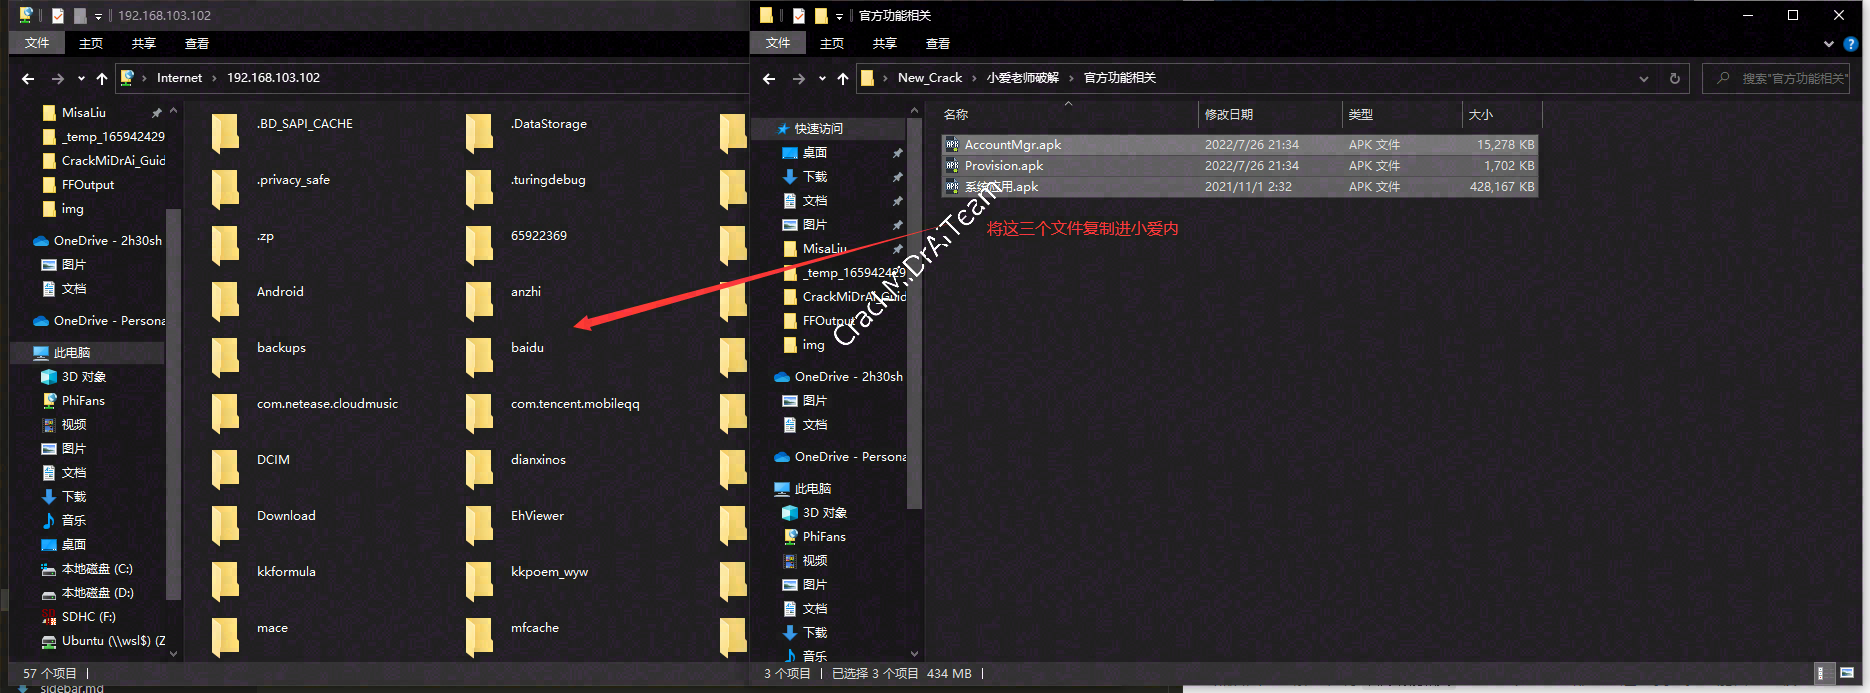 192.168.103.102
文件 主页 共享 查看
Internet 192.168.103.102
MisaLiu
_temp_165942429
CrackMiDrAi_Guid
FFOutput
img
OneDrive - 2h30sh
图片
文档
OneDrive - Persona
此电脑
3D 对象
PhiFans
视频
图片
文档
下载
音乐
桌面
本地磁盘 (C:)
本地磁盘 (D:)
SDHC (F:)
Ubuntu (\\wsl$) (Z
.BD_SAPI_CACHE .DataStorage
.privacy_safe .turingdebug
.zp 65922369
Android anzhi
backups baidu
com.netease.cloudmusic com.tencent.mobileqq
DCIM dianxinos
Download EhViewer
kkformula kkpoem_wyw
mace mfcache
57 个项目
sidebar.md
官方功能相关
文件 主页 共享 查看
New_Crack 小爱老师破解 官方功能相关
搜索"官方功能相关"
快速访问
桌面
下载
文档
图片
MisaLiu
_temp_165942429
CrackMiDrAi_Guid
FFOutput
img
OneDrive - 2h30sh
图片
文档
OneDrive - Persona
此电脑
3D 对象
PhiFans
视频
图片
文档
下载
音乐
名称 修改日期 类型 大小
AccountMgr.apk 2022/7/26 21:34 APK 文件 15,278 KB
Provision.apk 2022/7/26 21:34 APK 文件 1,702 KB
系统应用.apk 2021/11/1 2:32 APK 文件 428,167 KB
将这三个文件复制进小爱内
CrackMiDrAiTeam
3 个项目 已选择 3 个项目 434 MB